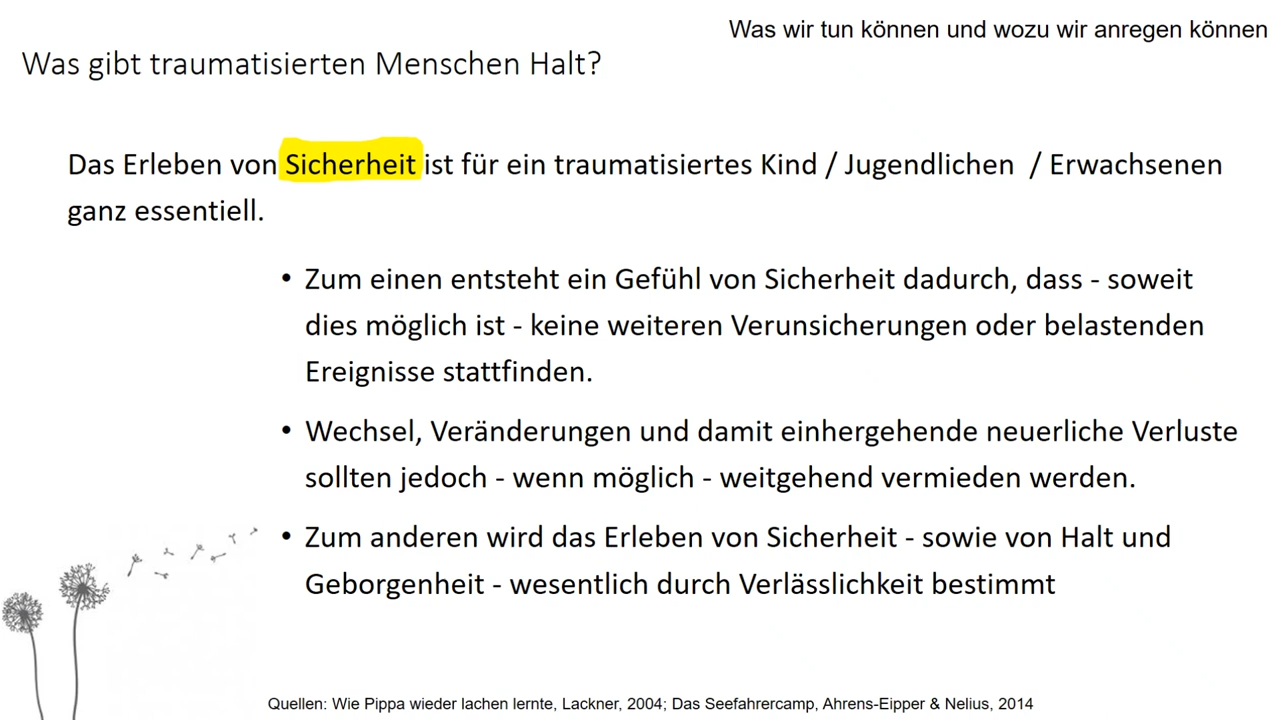 Was wir tun können und wozu wir anregen können
Was gibt traumatisierten Menschen Halt?
Das Erleben von Sicherheit ist für ein traumatisiertes Kind / Jugendlichen / Erwachsenen
ganz essentiell.
• Zum einen entsteht ein Gefühl von Sicherheit dadurch, dass - soweit
dies möglich ist - keine weiteren Verunsicherungen oder belastenden
Ereignisse stattfinden.
• Wechsel, Veränderungen und damit einhergehende neuerliche Verluste
sollten jedoch - wenn möglich - weitgehend vermieden werden.
• Zum anderen wird das Erleben von Sicherheit - sowie von Halt und
Geborgenheit - wesentlich durch Verlässlichkeit bestimmt
Quellen: Wie Pippa wieder lachen lernte, Lackner, 2004; Das Seefahrercamp, Ahrens-Eipper & Nelius, 2014